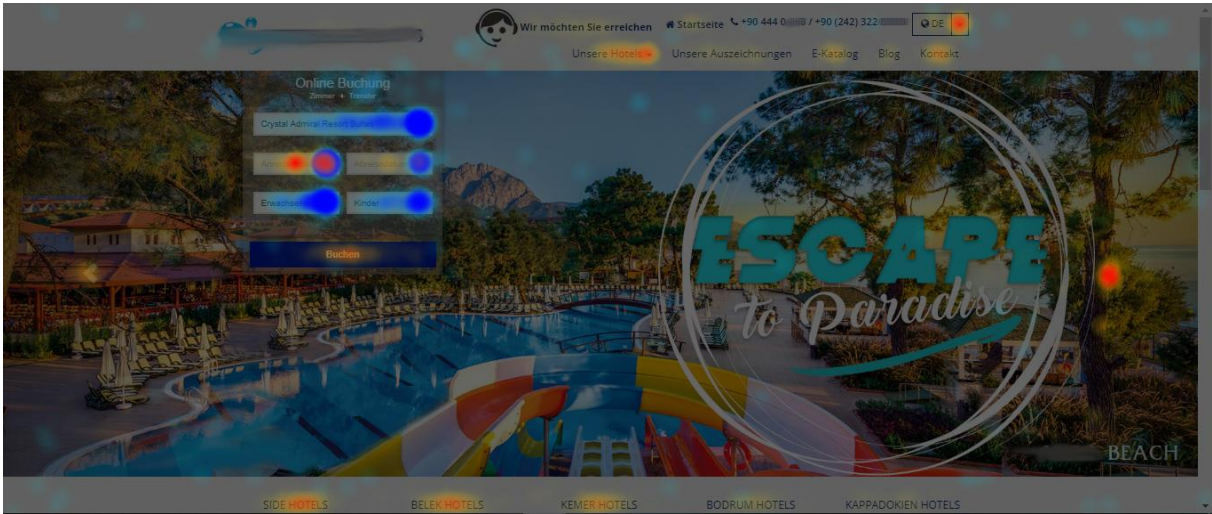 Wir möchten Sie erreichen Startseite +90 444 0 / +90 (242) 322 DE
Unsere Hotels Unsere Auszeichnungen E-Katalog Blog Kontakt
Online Buchung
Zimmer + Transfer
Crystal Admiral Resort Suites
Erwachsene Kinder
Buchen
ESCAPE
to Paradise
BEACH
SIDE HOTELS BELEK HOTELS KEMER HOTELS BODRUM HOTELS KAPPADOKIEN HOTELS